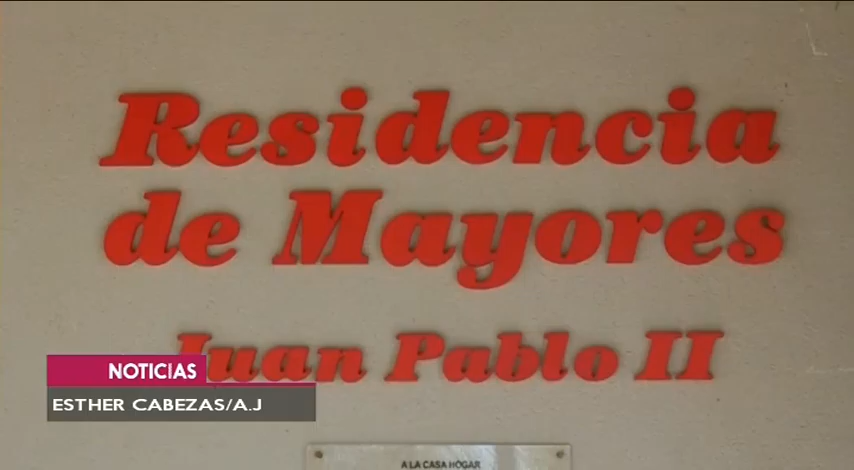 Residencia
de Mayores
Juan Pablo II
NOTICIAS
ESTHER CABEZAS/A.J
A LA CASA HOGAR